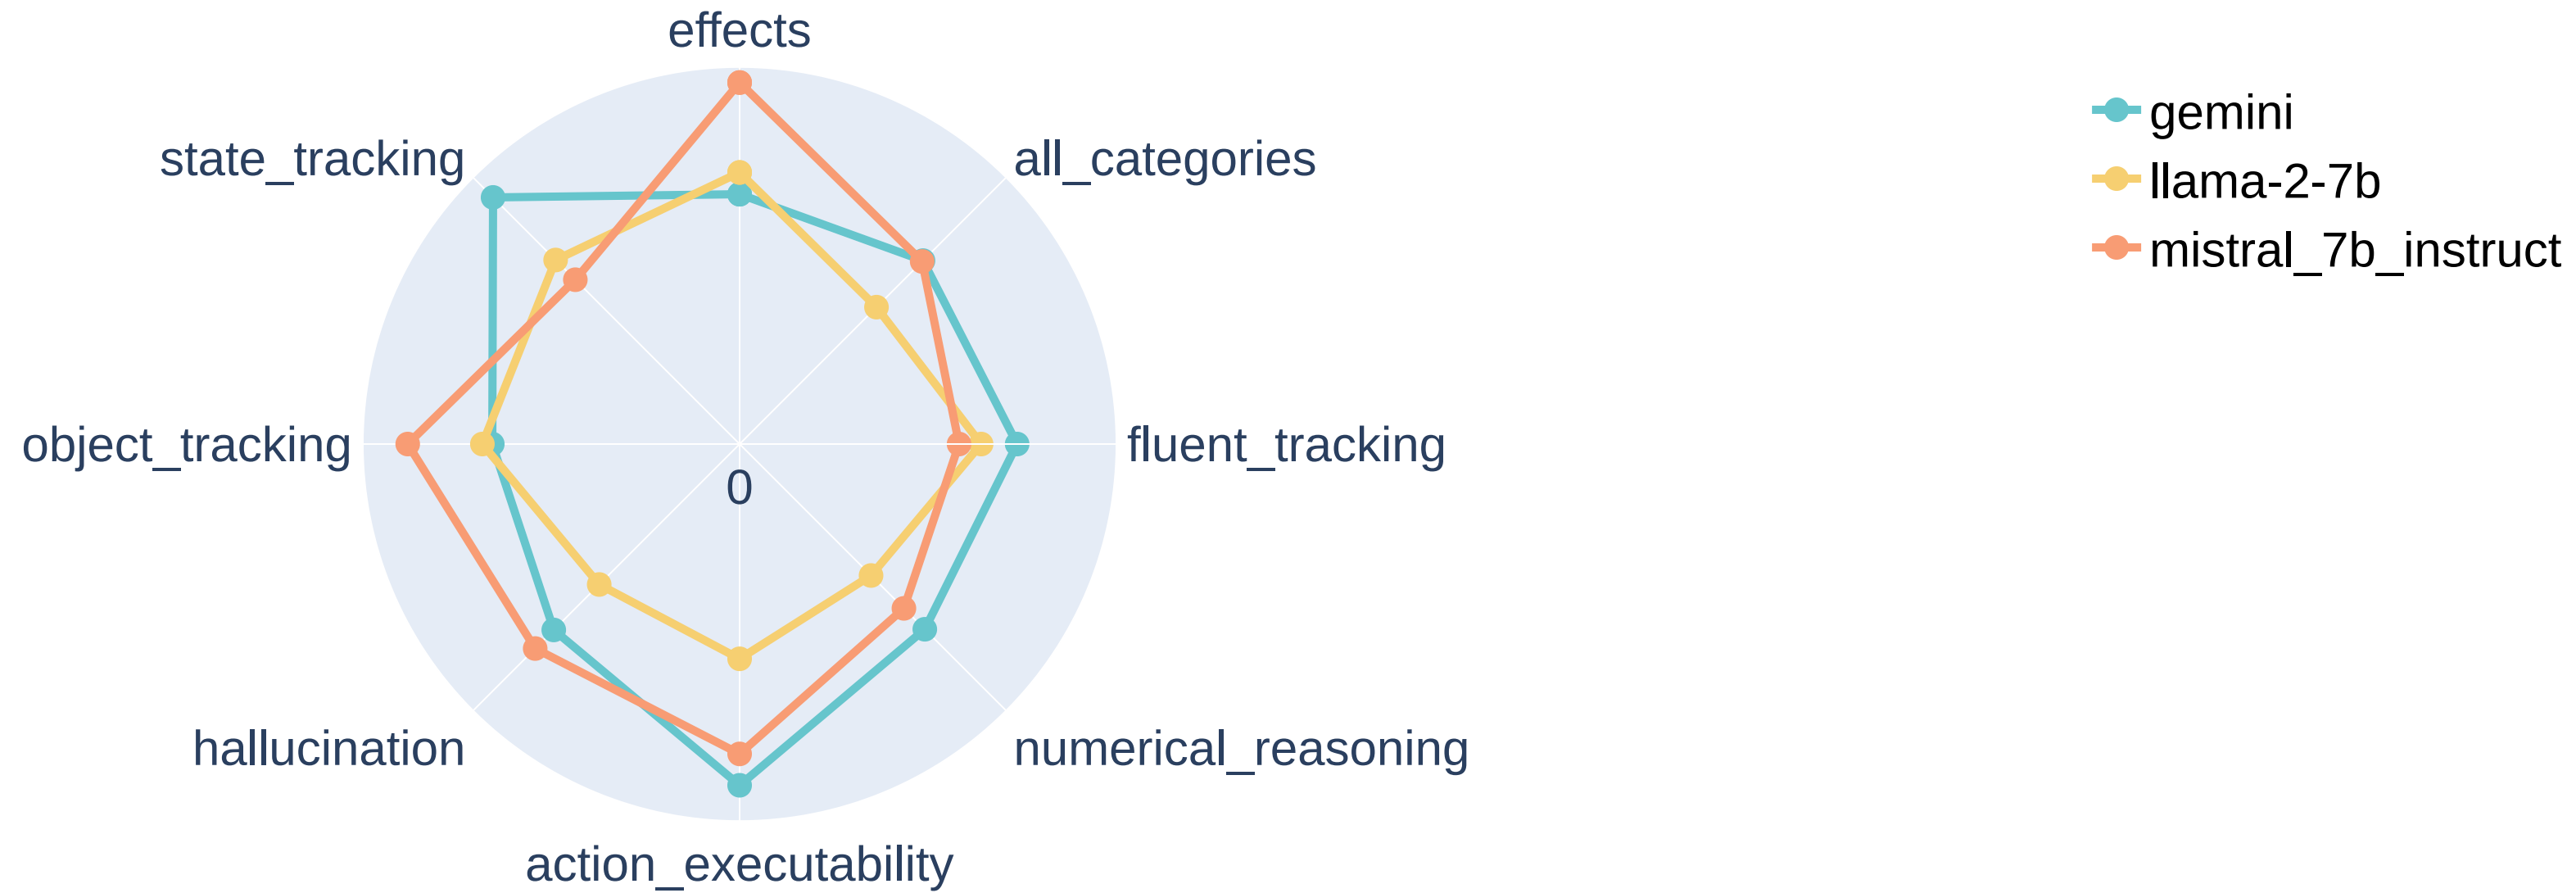 effects
state_tracking
all_categories
object_tracking
fluent_tracking
0
hallucination
numerical_reasoning
action_executability
gemini
llama-2-7b
mistral_7b_instruct